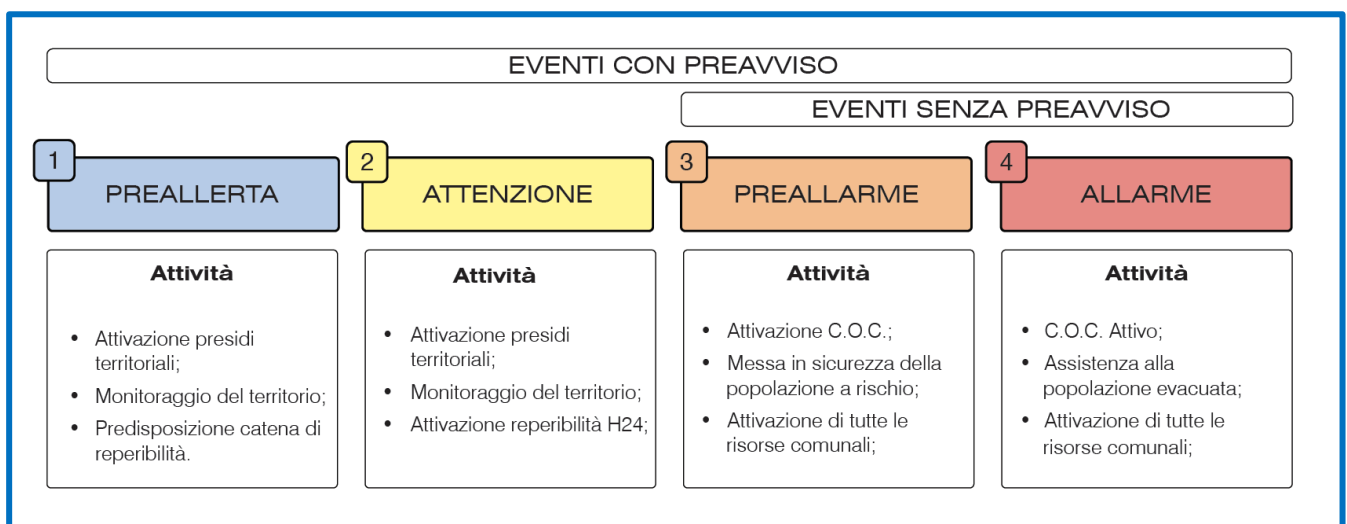 EVENTI CON PREAVVISO
EVENTI SENZA PREAVVISO
1
PREALLERTA
2
ATTENZIONE
3
PREALLARME
4
ALLARME
Attività
• Attivazione presidi
territoriali;
• Monitoraggio del territorio;
• Predisposizione catena di
reperibilità.
Attività
• Attivazione presidi
territoriali;
• Monitoraggio del territorio;
• Attivazione reperibilità H24;
Attività
• Attivazione C.O.C.;
• Messa in sicurezza della
popolazione a rischio;
• Attivazione di tutte le
risorse comunali;
Attività
• C.O.C. Attivo;
• Assistenza alla
popolazione evacuata;
• Attivazione di tutte le
risorse comunali;